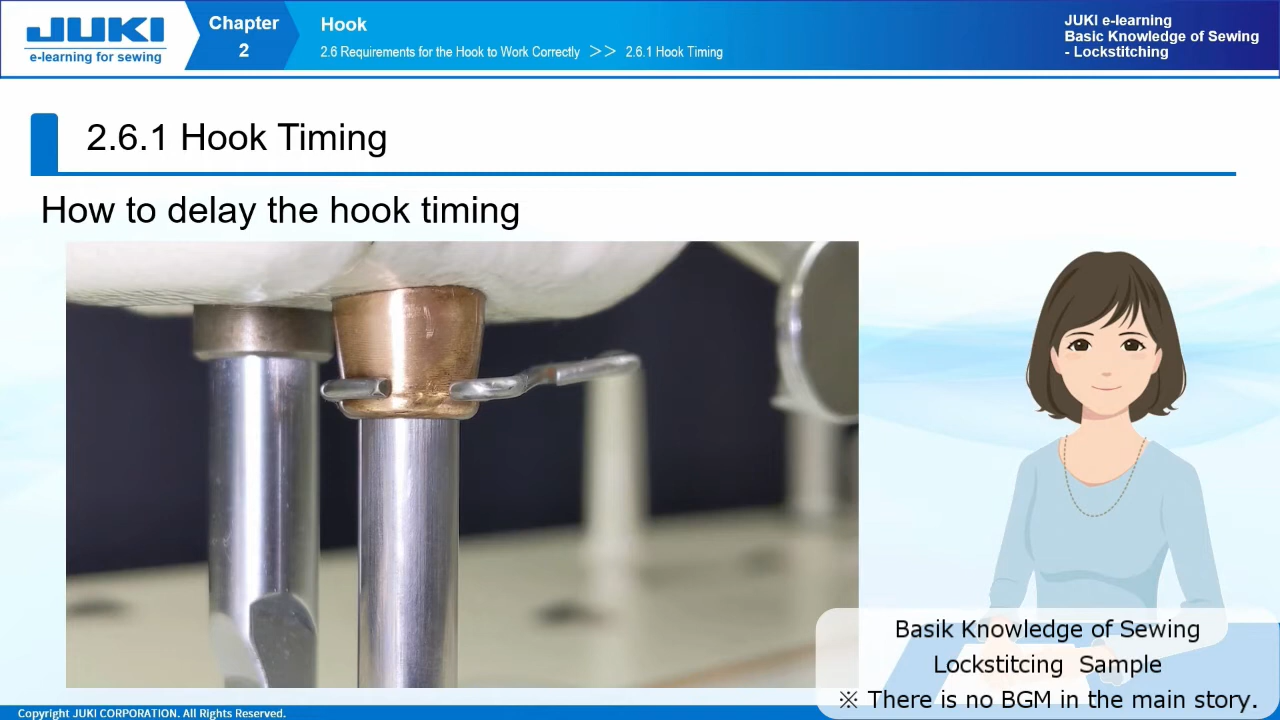 JUKI
e-learning for sewing
Chapter
2
Hook
2.6 Requirements for the Hook to Work Correctly >> 2.6.1 Hook Timing
JUKI e-learning
Basic Knowledge of Sewing
- Lockstitching
2.6.1 Hook Timing
How to delay the hook timing
Basik Knowledge of Sewing
Lockstitcing Sample
※ There is no BGM in the main story.
Copyright JUKI CORPORATION. All Rights Reserved.